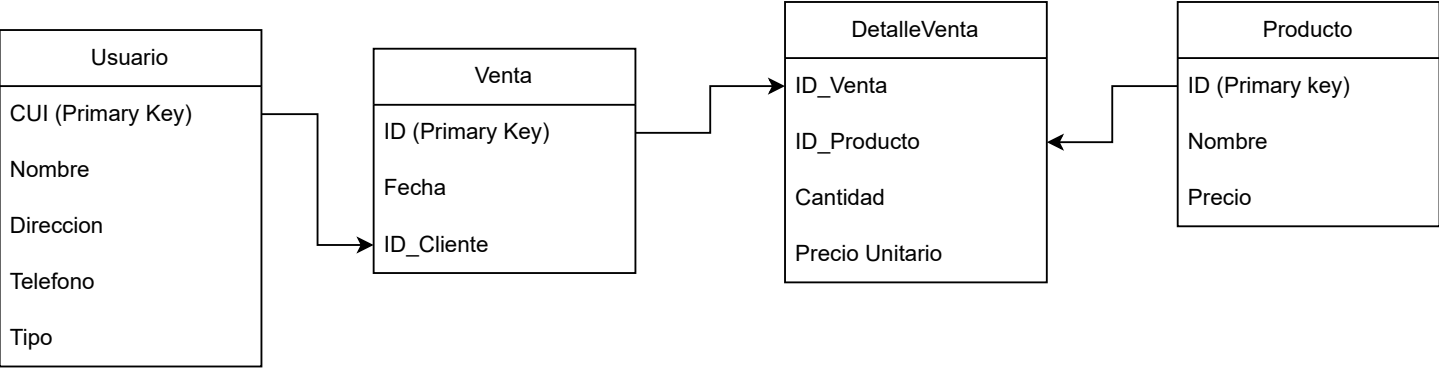 Usuario
CUI (Primary Key)
Nombre
Direccion
Telefono
Tipo
Venta
ID (Primary Key)
Fecha
ID_Cliente
DetalleVenta
ID_Venta
ID_Producto
Cantidad
Precio Unitario
Producto
ID (Primary key)
Nombre
Precio